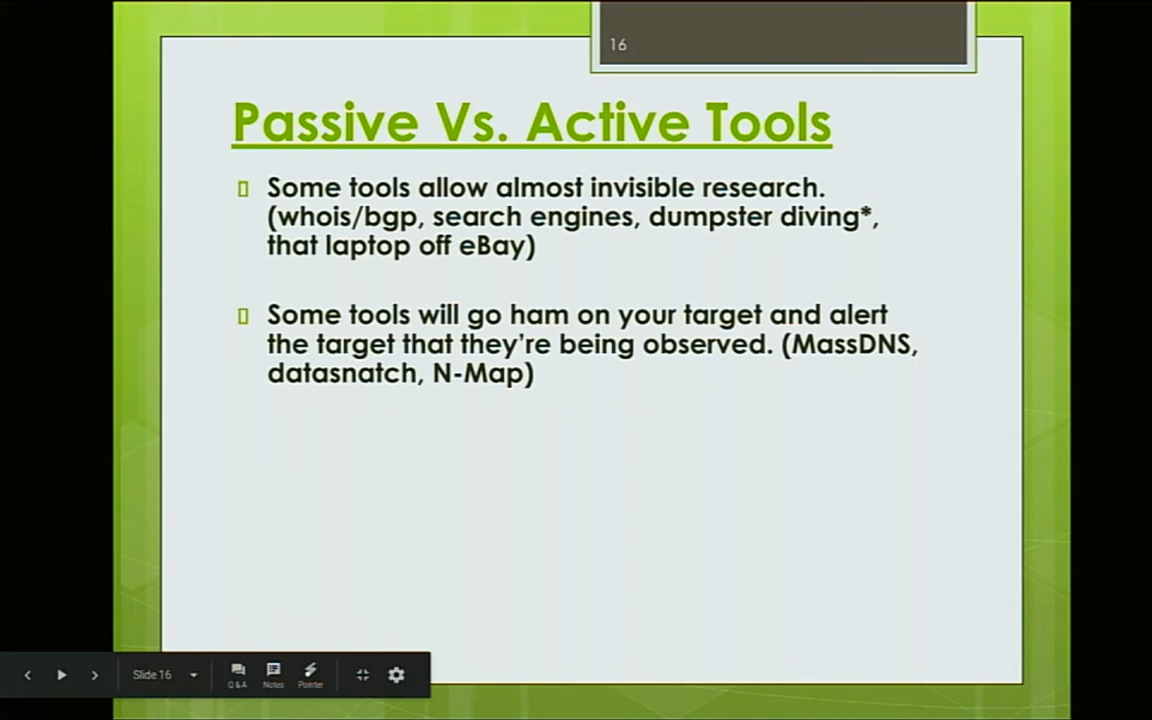 16
Passive Vs. Active Tools
Some tools allow almost invisible research.
(whois/bgp, search engines, dumpster diving*,
that laptop off eBay)
Some tools will go ham on your target and alert
the target that they’re being observed. (MassDNS,
datasnatch, N-Map)
Slide 16
Q & A Notes Pointer